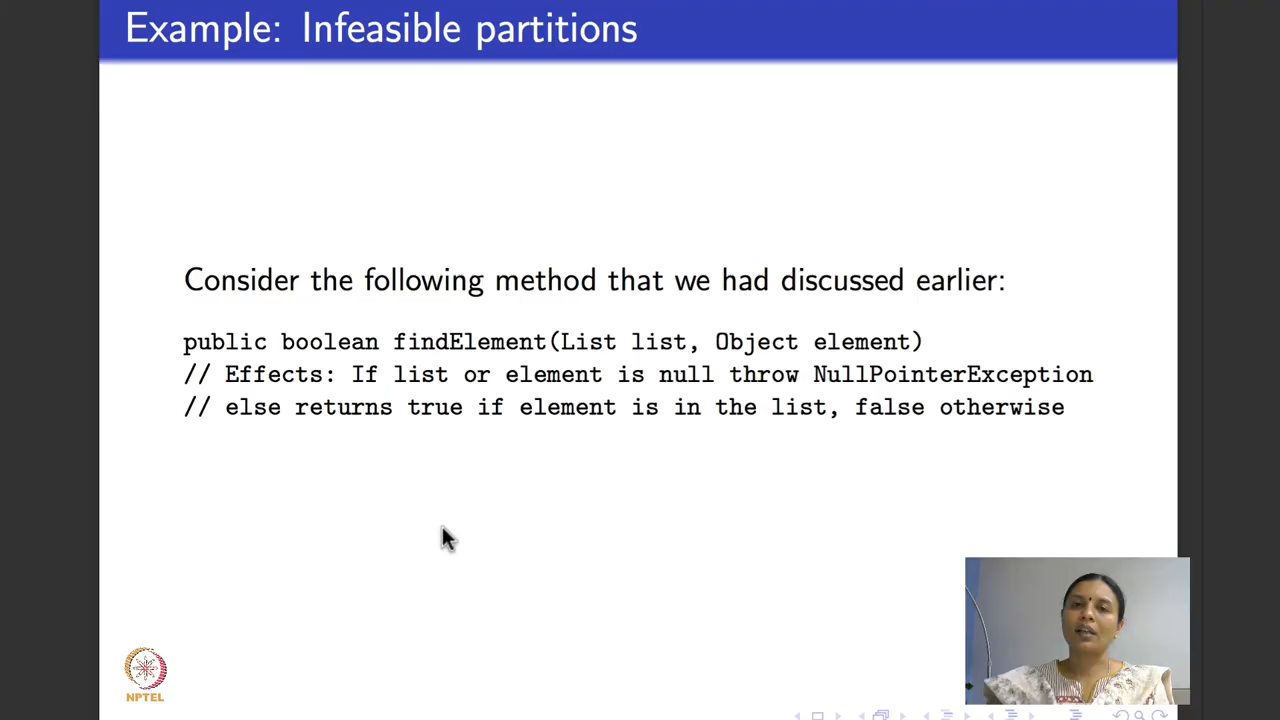 Example: Infeasible partitions
Consider the following method that we had discussed earlier:
public boolean findElement(List list, Object element)
// Effects: If list or element is null throw NullPointerException
// else returns true if element is in the list, false otherwise
NPTEL